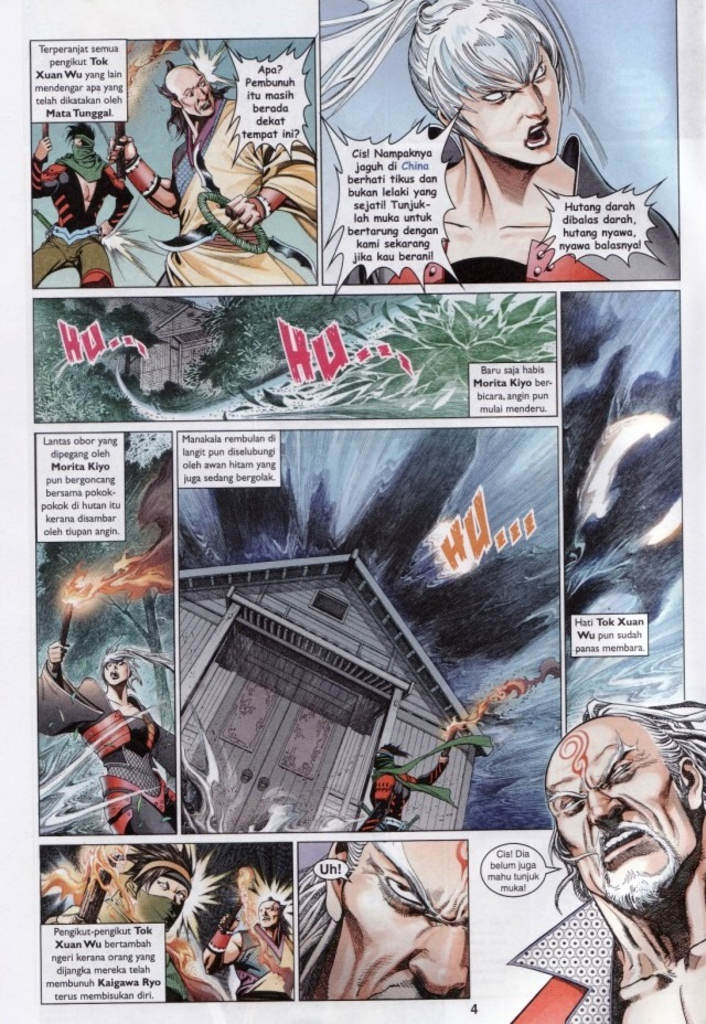 Terperanjat semua
pengikut Tok
Xuan Wu yang lain
mendengar apa yang
telah dikatakan oleh
Mata Tunggal.
Apa?
Pembunuh
itu masih
berada
dekat
tempat ini?
Cis! Nampaknya
jaguh di China
berhati tikus dan
bukan lelaki yang
sejati! Tunjuk-
lah muka untuk
bertarung dengan
kami sekarang
jika kau berani!
Hutang darah
dibalas darah,
hutang nyawa,
nyawa balasnya!
HU...
HU...
Baru saja habis
Morita Kiyo ber-
bicara, angin pun
mulai menderu.
Lantas obor yang
dipegang oleh
Morita Kiyo
pun bergoncang
bersama pokok-
pokok di hutan itu
kerana disambar
oleh tiupan angin.
Manakala rembulan di
langit pun diselubungi
oleh awan hitam yang
juga sedang bergolak.
HU...
Hati Tok Xuan
Wu pun sudah
panas membara.
Pengikut-pengikut Tok
Xuan Wu bertambah
ngeri kerana orang yang
dijangka mereka telah
membunuh Kaigawa Ryo
terus membisukan diri.
Uh!
Cis! Dia
belum juga
mahu tunjuk
muka!
4